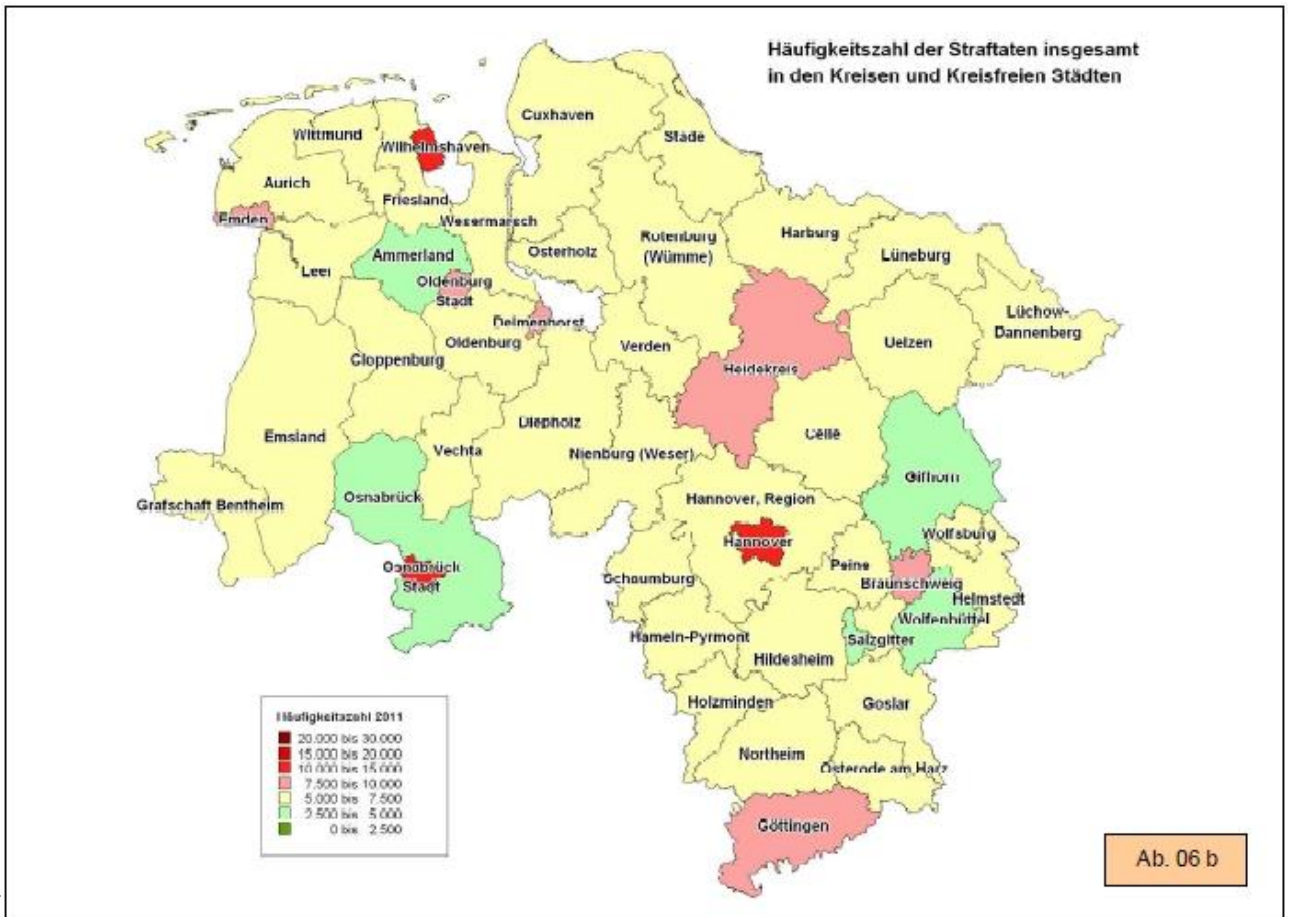 Häufigkeitszahl der Straftaten insgesamt
in den Kreisen und Kreisfreien Städten
Cuxhaven
Stade
Wittmund
Wilhelmshaven
Aurich
Friesland
Emden
Wesermarsch
Ammerland
Leer
Osterholz
Rotenburg
(Wümme)
Harburg
Lüneburg
Oldenburg
Stadt
Delmenhorst
Oldenburg
Verden
Lüchow-
Dannenberg
Uelzen
Cloppenburg
Heidekreis
Diepholz
Celle
Emsland
Vechta
Nienburg (Weser)
Gifhorn
Osnabrück
Grafschaft Bentheim
Hannover, Region
Wolfsburg
Hannover
Osnabrück
Stadt
Peine
Schaumburg
Braunschweig
Helmstedt
Wolfenbüttel
Hameln-Pyrmont
Salzgitter
Hildesheim
Holzminden
Goslar
Northeim
Osterode am Harz
Göttingen
Häufigkeitszahl 2011
20.000 bis 30.000
15.000 bis 20.000
10.000 bis 15.000
7.500 bis 10.000
5.000 bis 7.500
2.500 bis 5.000
0 bis 2.500
Ab. 06 b